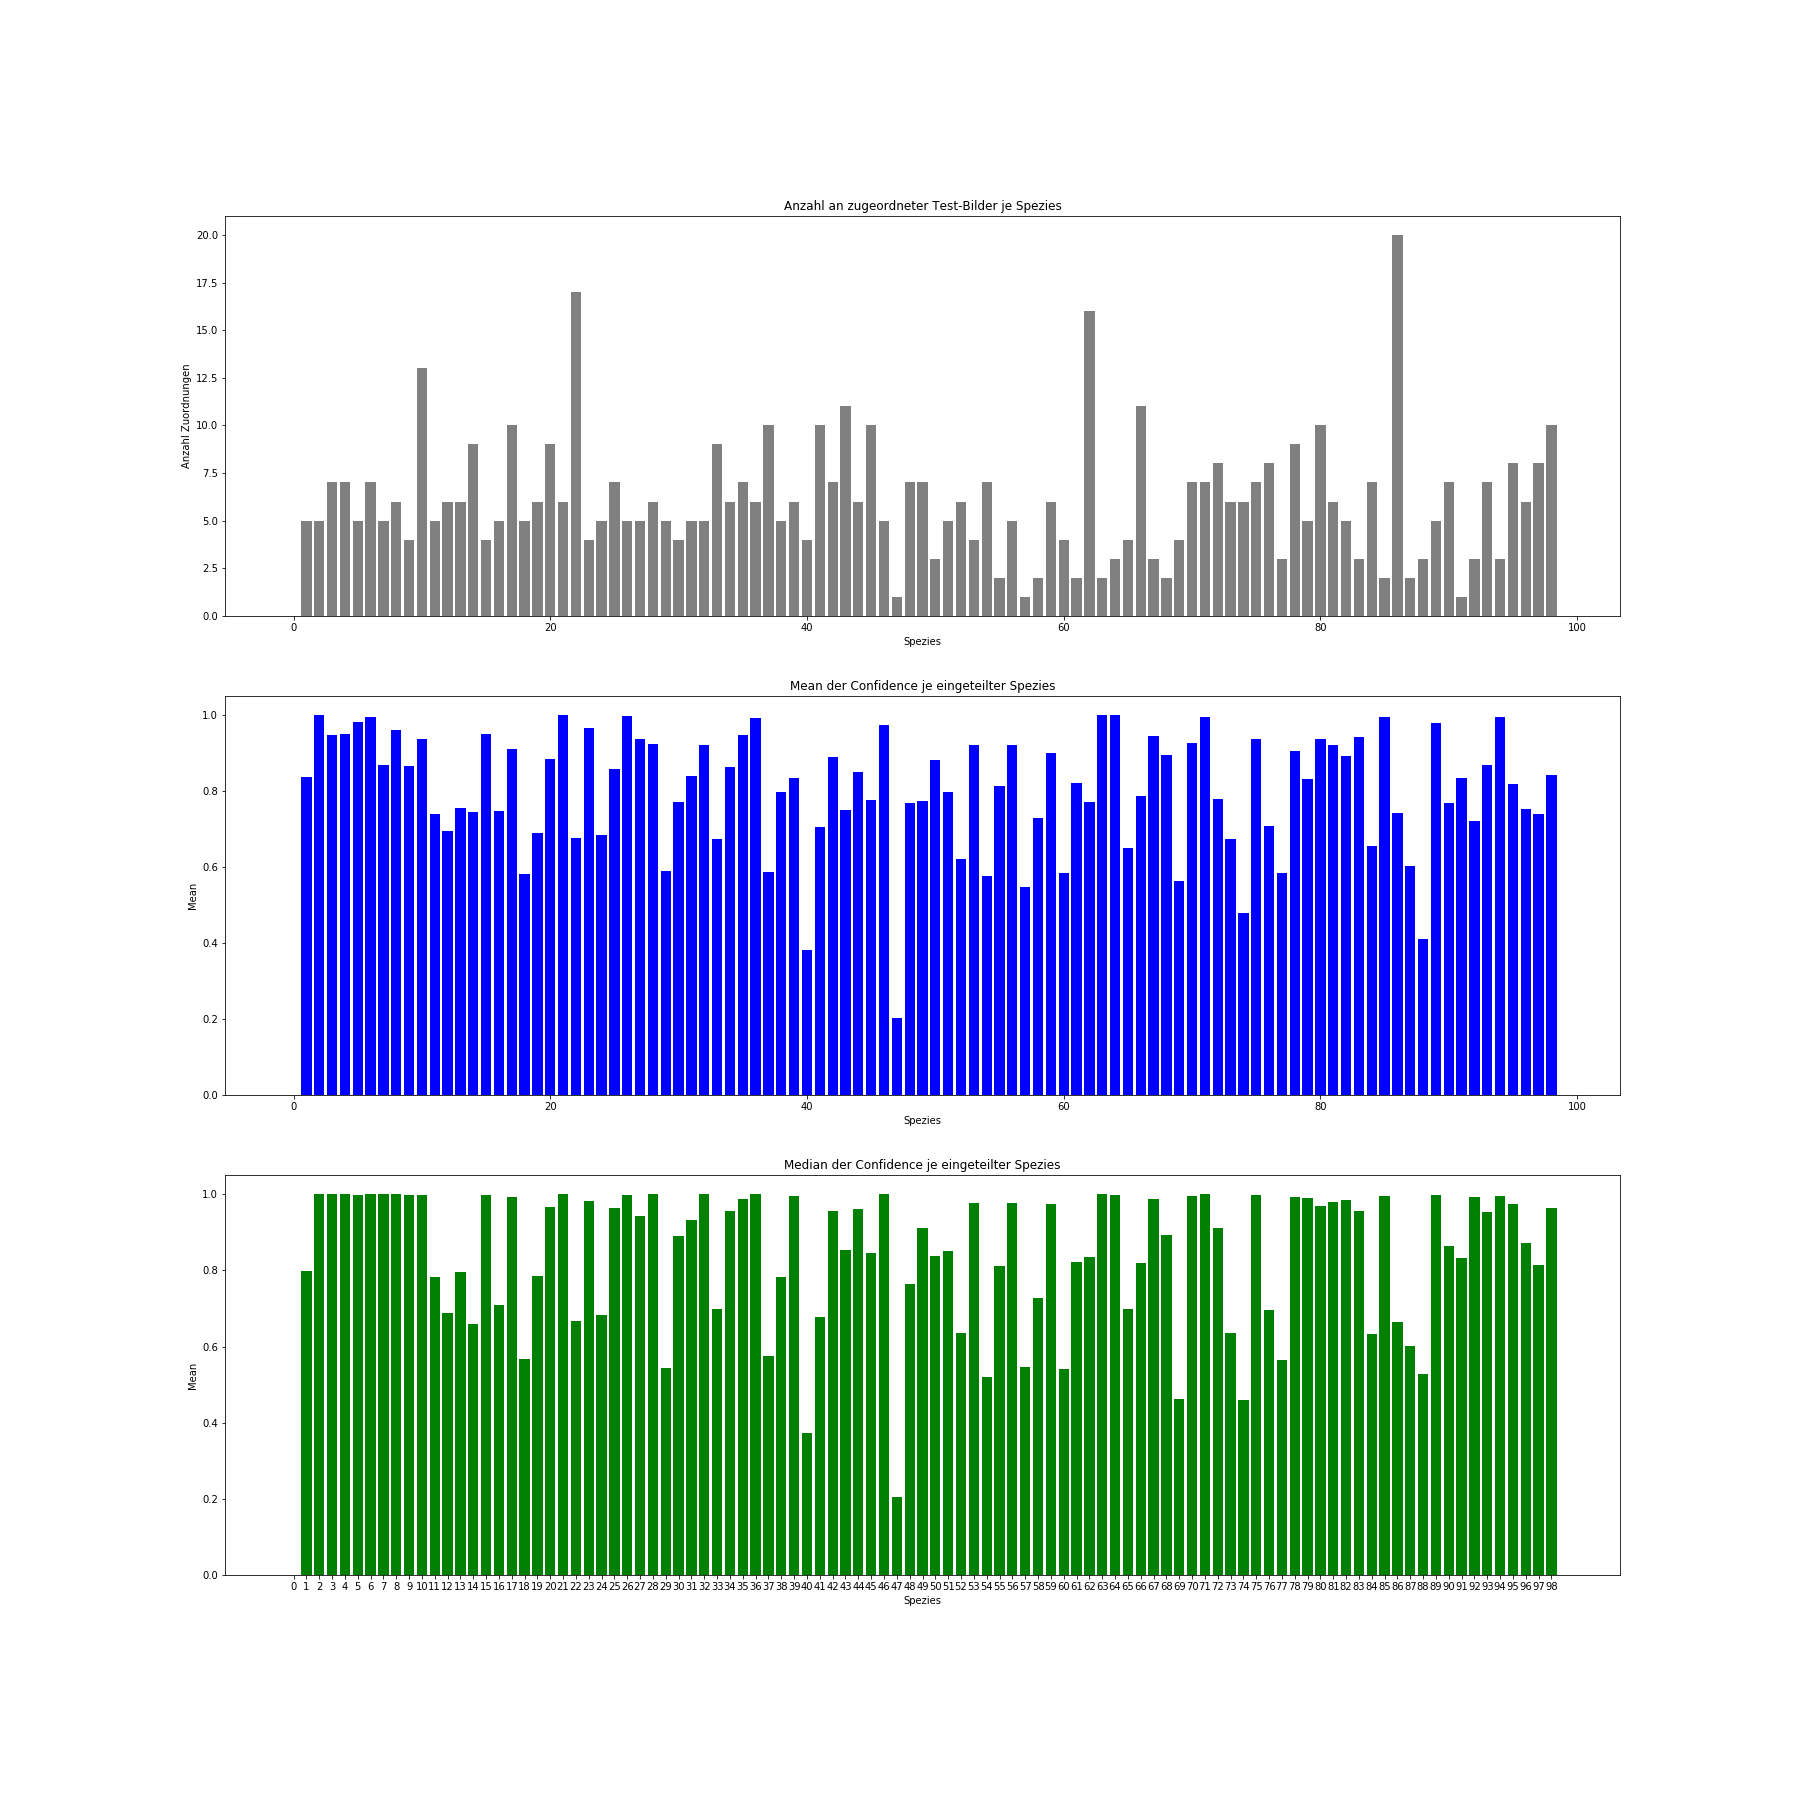 Anzahl an zugeordneter Test-Bilder je Spezies
20.0
17.5
15.0
12.5
10.0
7.5
5.0
2.5
0.0
Anzahl Zuordnungen
0 20 40 60 80 100
Spezies
Mean der Confidence je eingeteilter Spezies
1.0
0.8
0.6
0.4
0.2
0.0
Mean
0 20 40 60 80 100
Spezies
Median der Confidence je eingeteilter Spezies
1.0
0.8
0.6
0.4
0.2
0.0
Mean
0 1 2 3 4 5 6 7 8 9 10 11 12 13 14 15 16 17 18 19 20 21 22 23 24 25 26 27 28 29 30 31 32 33 34 35 36 37 38 39 40 41 42 43 44 45 46 47 48 49 50 51 52 53 54 55 56 57 58 59 60 61 62 63 64 65 66 67 68 69 70 71 72 73 74 75 76 77 78 79 80 81 82 83 84 85 86 87 88 89 90 91 92 93 94 95 96 97 98
Spezies